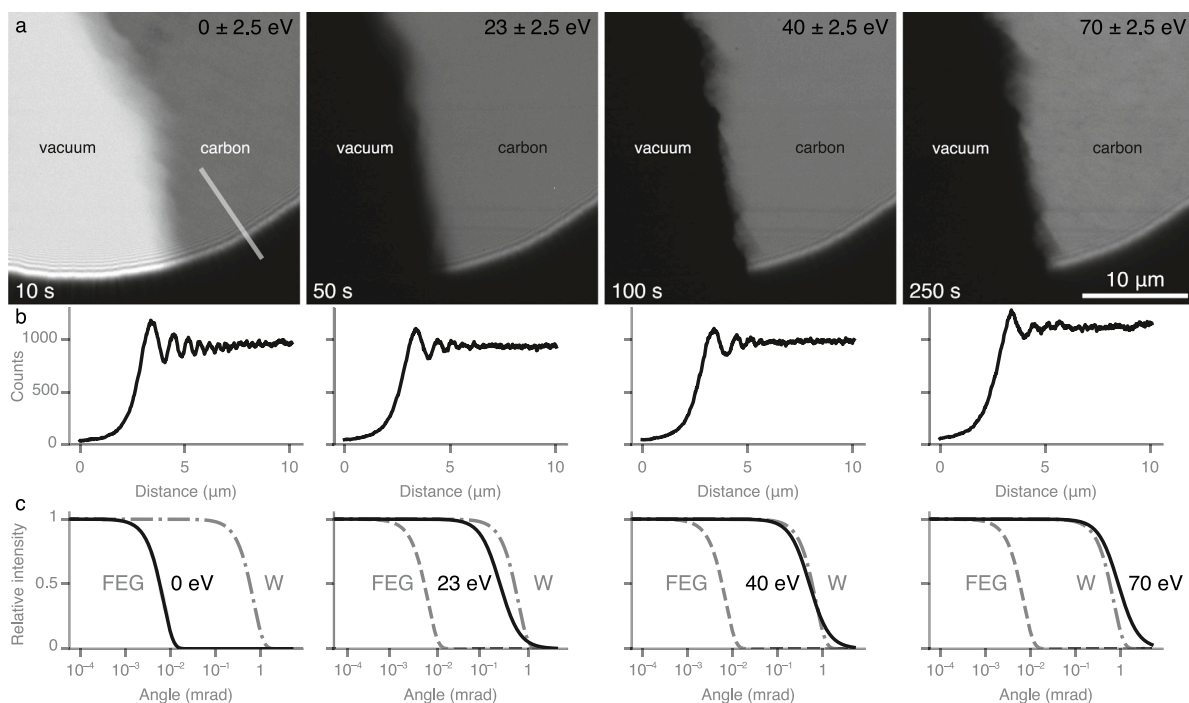 a
0 ± 2.5 eV
23 ± 2.5 eV
40 ± 2.5 eV
70 ± 2.5 eV
vacuum
carbon
vacuum
carbon
vacuum
carbon
vacuum
carbon
10 s
50 s
100 s
250 s
10 μm
b
Counts
1000
500
0
0 5 10
0 5 10
0 5 10
0 5 10
Distance (μm)
Distance (μm)
Distance (μm)
Distance (μm)
c
Relative intensity
1
0.5
0
FEG 0 eV W
FEG 23 eV W
FEG 40 eV W
FEG W 70 eV
10⁻⁴ 10⁻³ 10⁻² 10⁻¹ 1
10⁻⁴ 10⁻³ 10⁻² 10⁻¹ 1
10⁻⁴ 10⁻³ 10⁻² 10⁻¹ 1
10⁻⁴ 10⁻³ 10⁻² 10⁻¹ 1
Angle (mrad)
Angle (mrad)
Angle (mrad)
Angle (mrad)